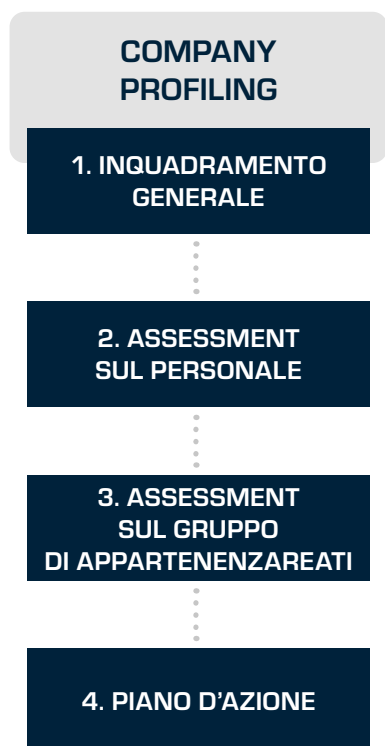 COMPANY
PROFILING
1. INQUADRAMENTO
GENERALE
2. ASSESSMENT
SUL PERSONALE
3. ASSESSMENT
SUL GRUPPO
DI APPARTENENZAREATI
4. PIANO D'AZIONE